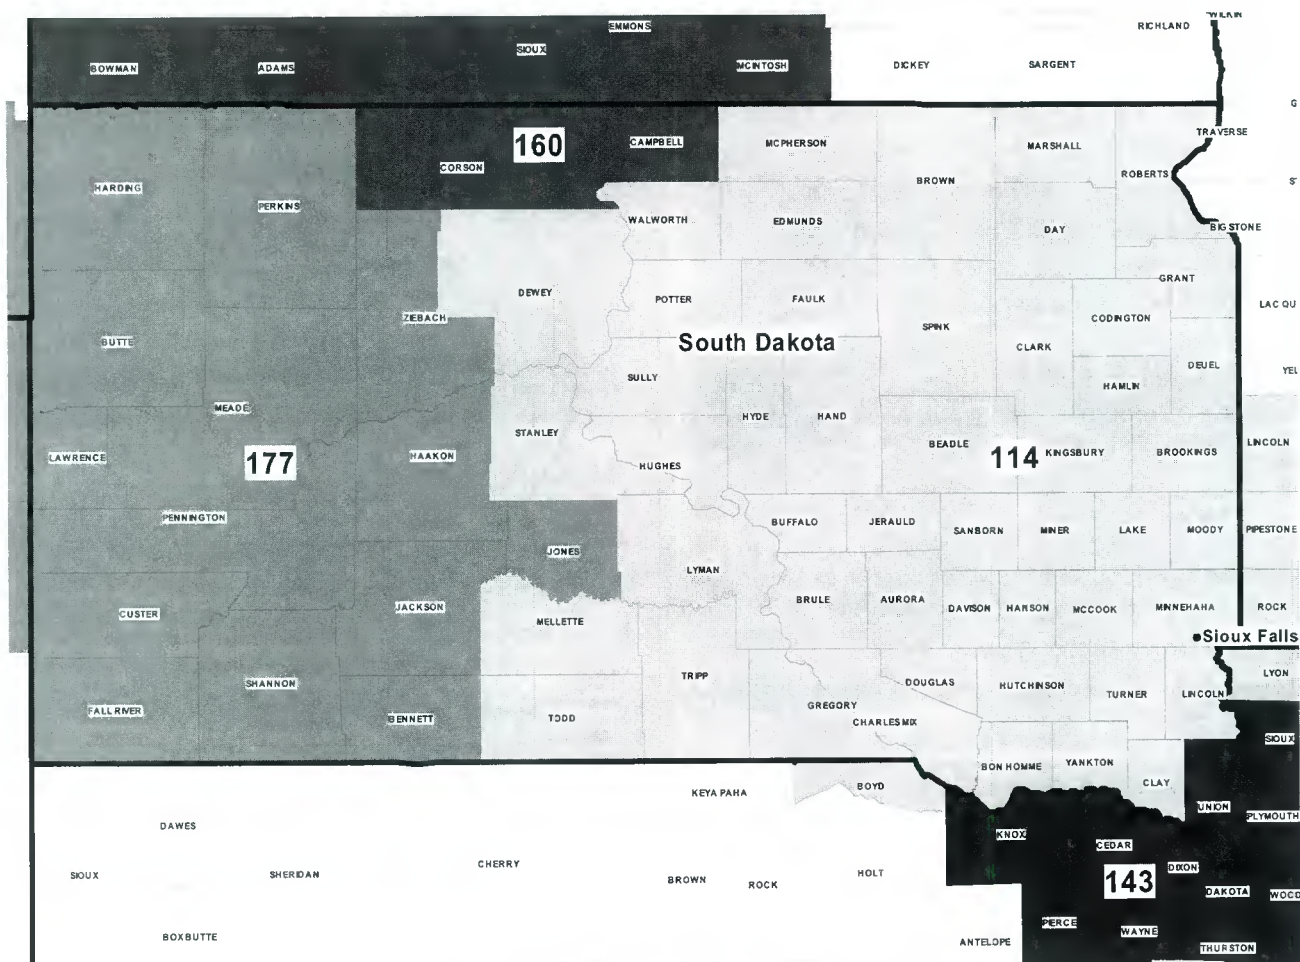 WILKIN
RICHLAND
EMMONS
SIOUX
BOWMAN
ADAMS
MCINTOSH
DICKEY
SARGENT
G
TRAVERSE
160
CAMPBELL
MCPHERSON
MARSHALL
CORSON
ROBERTS
BROWN
ST
HARDING
PERKINS
WALWORTH
EDMUNDS
DAY
BIG STONE
GRANT
DEWEY
POTTER
FAULK
LAC QU
ZIEBACH
CODINGTON
SPINK
BUTTE
South Dakota
CLARK
DEUEL
YEL
SULLY
HAMLIN
MEADE
HYDE
HAND
STANLEY
BEADLE
LINCOLN
LAWRENCE
177
HAAKON
114
KINGSBURY
BROOKINGS
HUGHES
PENNINGTON
BUFFALO
JERAULD
SANBORN
MINER
LAKE
MOODY
PIPESTONE
JONES
LYMAN
CUSTER
JACKSON
BRULE
AURORA
DAVISON
HANSON
MCCOOK
MINNEHAHA
ROCK
MELLETTE
Sioux Falls
SHANNON
TRIPP
DOUGLAS
HUTCHINSON
TURNER
LINCOLN
LYON
FALL RIVER
BENNETT
TODD
GREGORY
CHARLES MIX
SIOUX
BON HOMME
YANKTON
CLAY
KEYA PAHA
BOYD
UNION
PLYMOUTH
DAWES
KNOX
CEDAR
SIOUX
SHERIDAN
CHERRY
BROWN
ROCK
HOLT
DIXON
143
DAKOTA
WOOD
PIERCE
WAYNE
BOX BUTTE
ANTELOPE
THURSTON